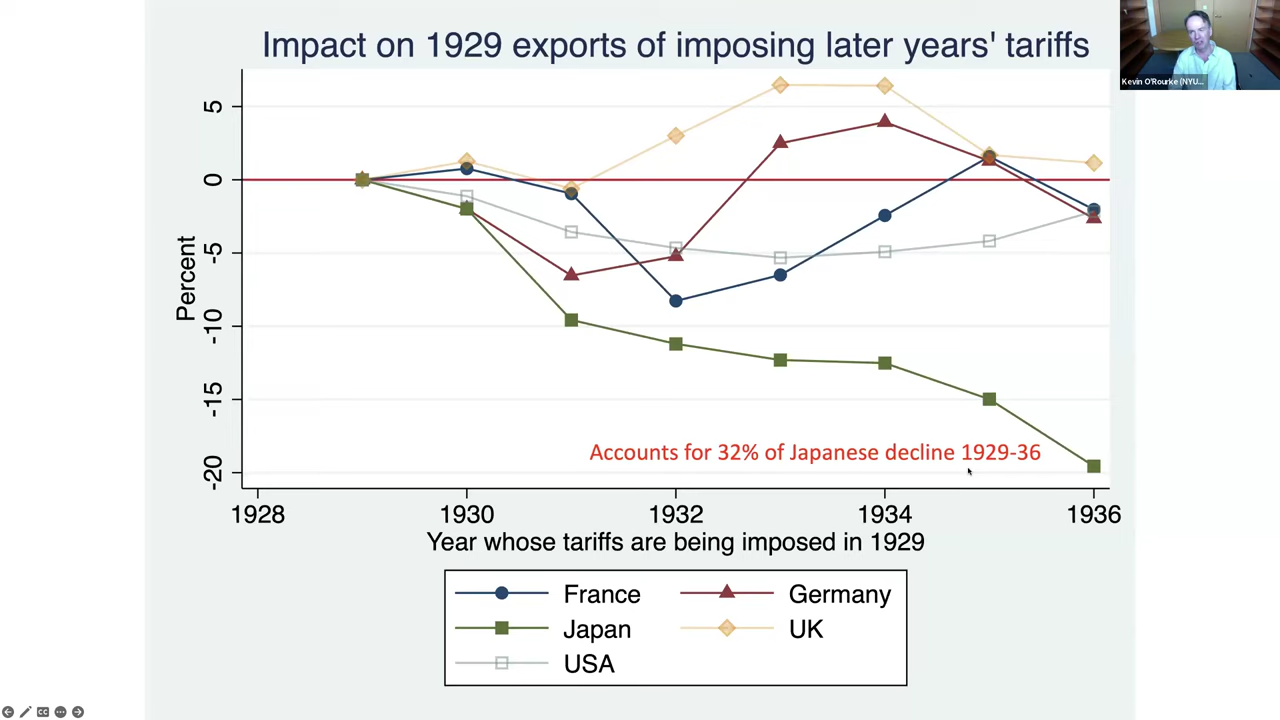 Impact on 1929 exports of imposing later years' tariffs
Kevin O'Rourke (NYU...
Percent
5
0
-5
-10
-15
-20
Accounts for 32% of Japanese decline 1929-36
1928 1930 1932 1934 1936
Year whose tariffs are being imposed in 1929
France Germany
Japan UK
USA
CC